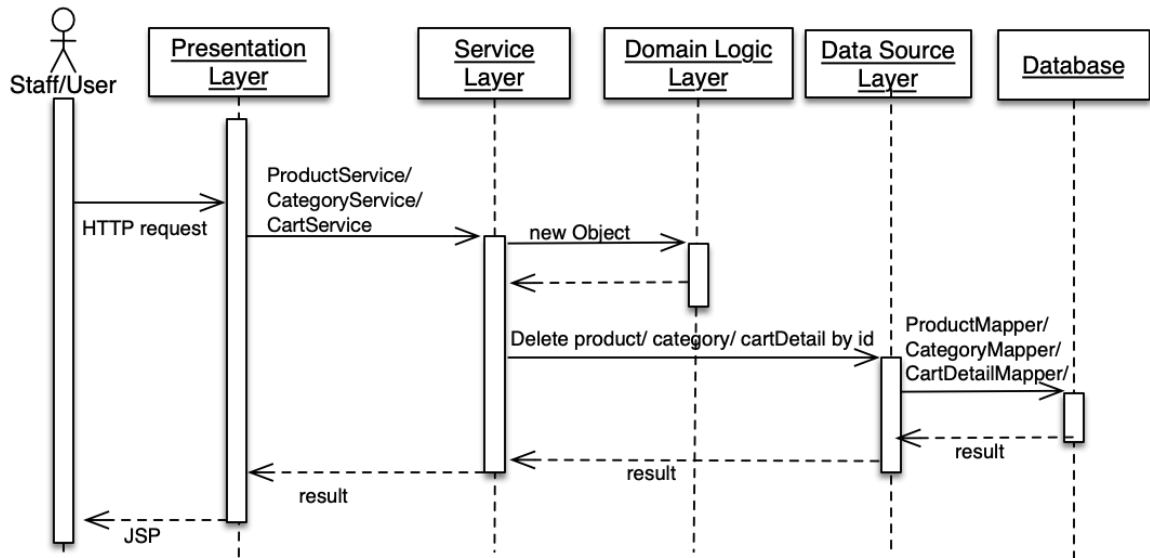 Staff/User
Presentation
Layer
Service
Layer
Domain Logic
Layer
Data Source
Layer
Database
HTTP request
ProductService/
CategoryService/
CartService
new Object
Delete product/ category/ cartDetail by id
ProductMapper/
CategoryMapper/
CartDetailMapper/
result
result
result
JSP